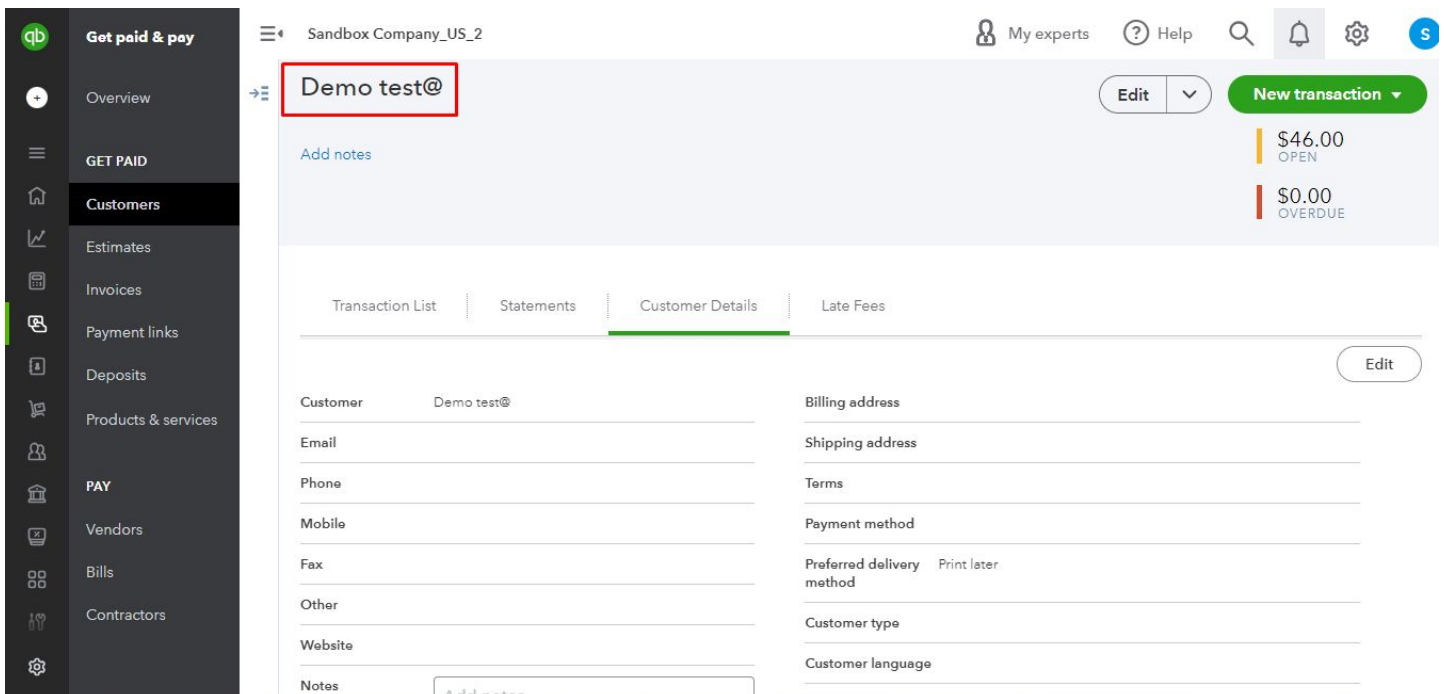 qb
Get paid & pay
Sandbox Company_US_2
My experts
Help
S
Overview
Demo test@
Edit
New transaction
Add notes
$46.00
OPEN
$0.00
OVERDUE
GET PAID
Customers
Estimates
Invoices
Payment links
Deposits
Products & services
PAY
Vendors
Bills
Contractors
Transaction List
Statements
Customer Details
Late Fees
Edit
Customer Demo test@
Email
Phone
Mobile
Fax
Other
Website
Notes Add notes
Billing address
Shipping address
Terms
Payment method
Preferred delivery Print later
method
Customer type
Customer language